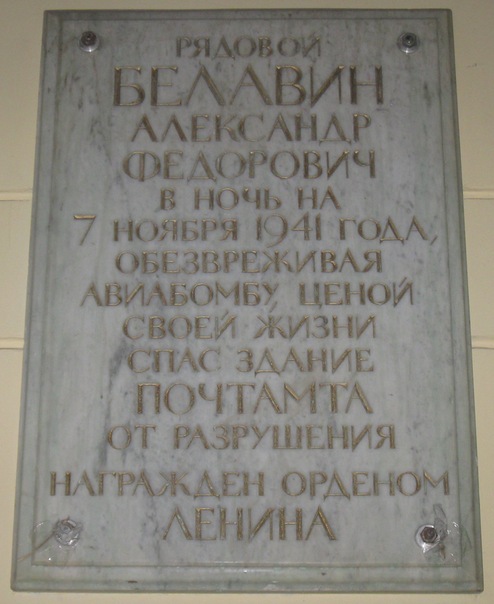 РЯДОВОЙ
БЕЛАВИН
АЛЕКСАНДР
ФЕДОРОВИЧ
В НОЧЬ НА
7 НОЯБРЯ 1941 ГОДА,
ОБЕЗВРЕЖИВАЯ
АВИАБОМБУ, ЦЕНОЙ
СВОЕЙ ЖИЗНИ
СПАС ЗДАНИЕ
ПОЧТАМТА
ОТ РАЗРУШЕНИЯ
НАГРАЖДЕН ОРДЕНОМ
ЛЕНИНА